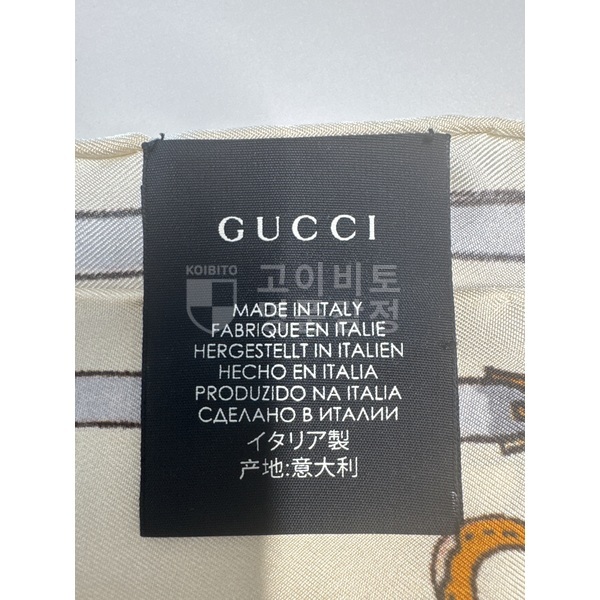 GUCCI
KOIBITO
고이비토
MADE IN ITALY
FABRIQUE EN ITALIE
HERGESTELLT IN ITALIEN
HECHO EN ITALIA
PRODUZIDO NA ITALIA
СДЕЛАНО В ИТАЛИИ
イタリア製
产地:意大利